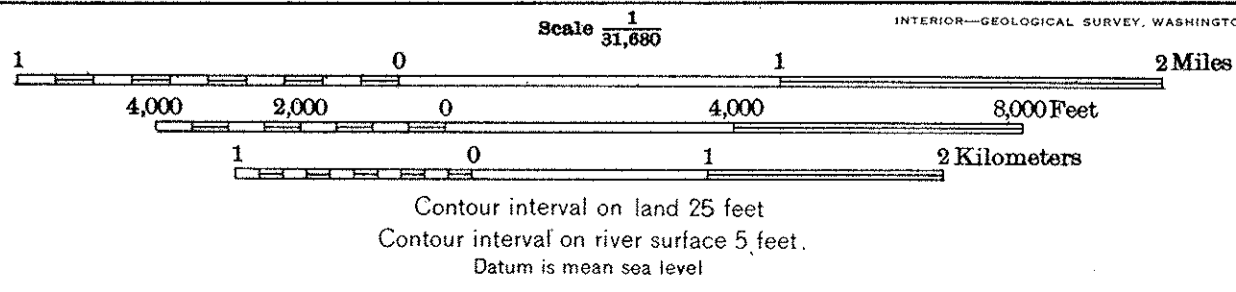 Scale 1/31,680
INTERIOR—GEOLOGICAL SURVEY, WASHINGTO
1 0 1 2 Miles
4,000 2,000 0 4,000 8,000 Feet
1 0 1 2 Kilometers
Contour interval on land 25 feet
Contour interval on river surface 5 feet.
Datum is mean sea level